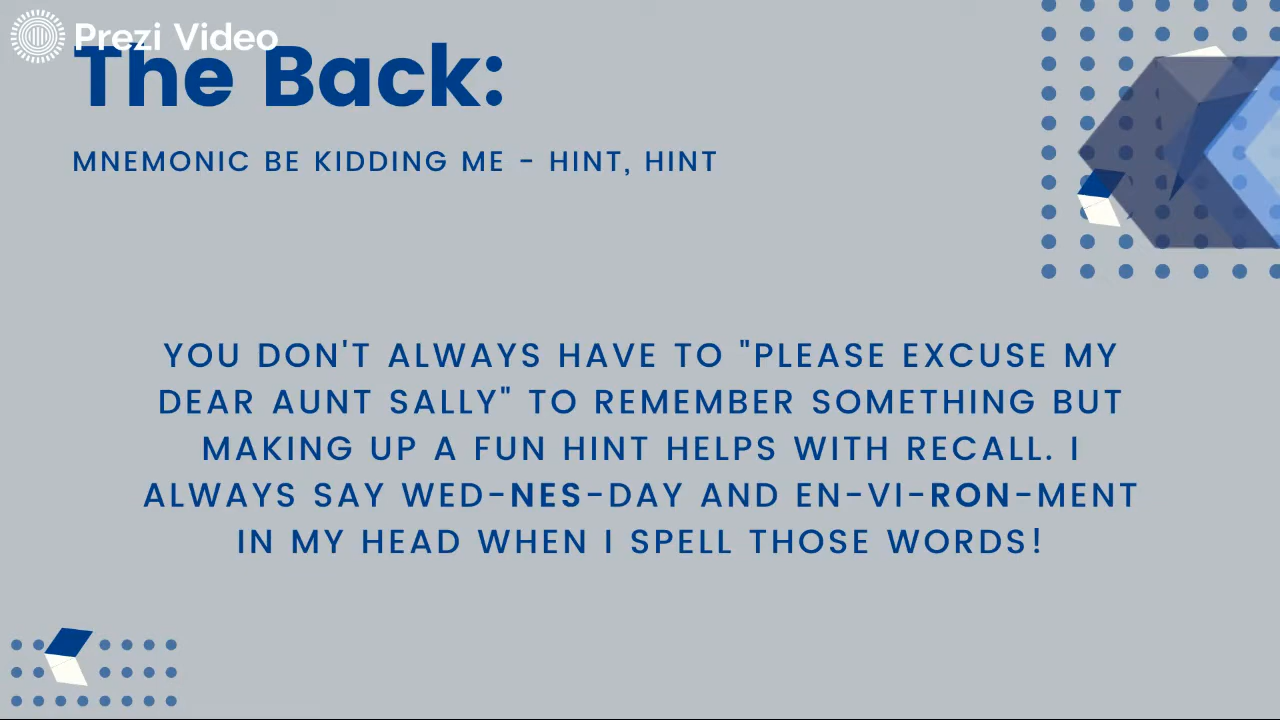 Prezi Video
The Back:
MNEMONIC BE KIDDING ME - HINT, HINT
YOU DON'T ALWAYS HAVE TO "PLEASE EXCUSE MY
DEAR AUNT SALLY" TO REMEMBER SOMETHING BUT
MAKING UP A FUN HINT HELPS WITH RECALL. I
ALWAYS SAY WED-NES-DAY AND EN-VI-RON-MENT
IN MY HEAD WHEN I SPELL THOSE WORDS!